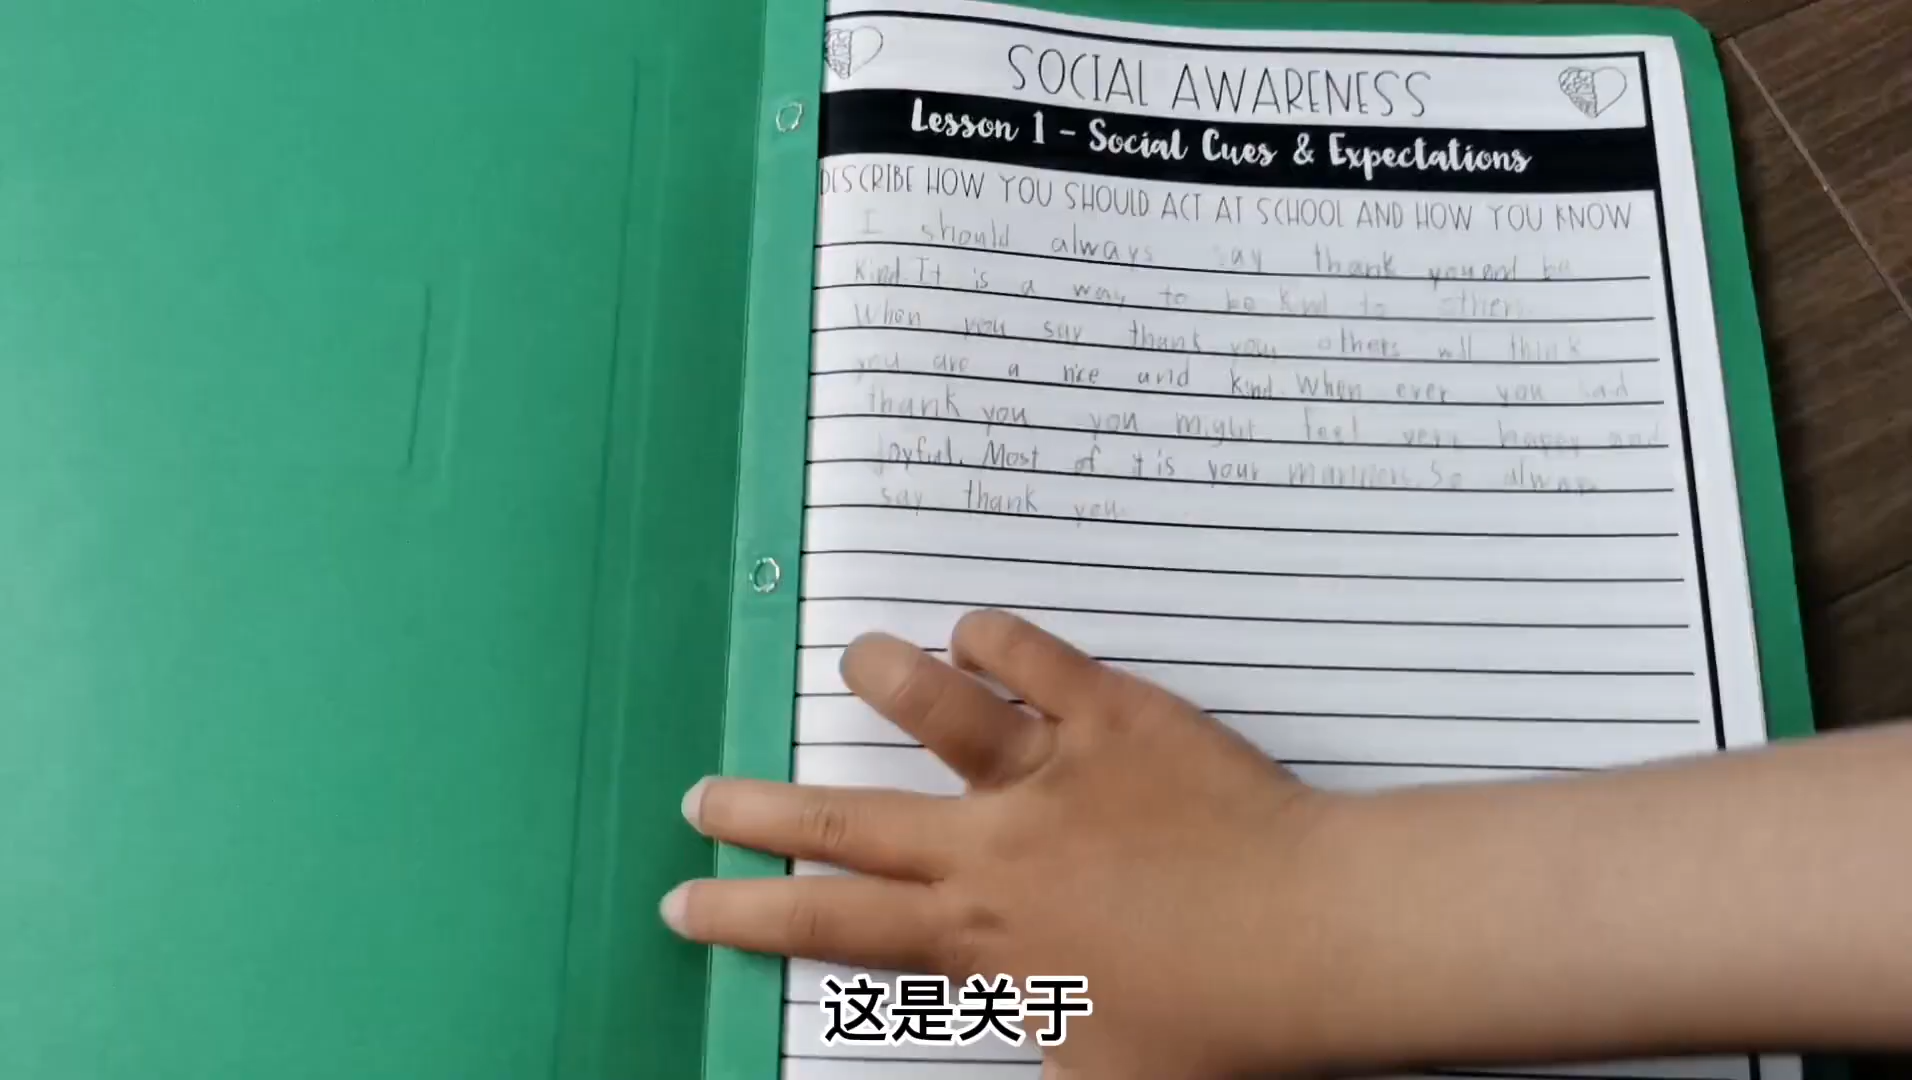 SOCIAL AWARENESS
Lesson 1 - Social Cues & Expectations
DESCRIBE HOW YOU SHOULD ACT AT SCHOOL AND HOW YOU KNOW
I should always say thank you and be
kind. It is a way to be kind to others.
When you say thank you others will think
you are a nice and kind. When ever you said
thank you you might feel very happy and
joyful. Most of it is your manners. So always
say thank you.
这是关于